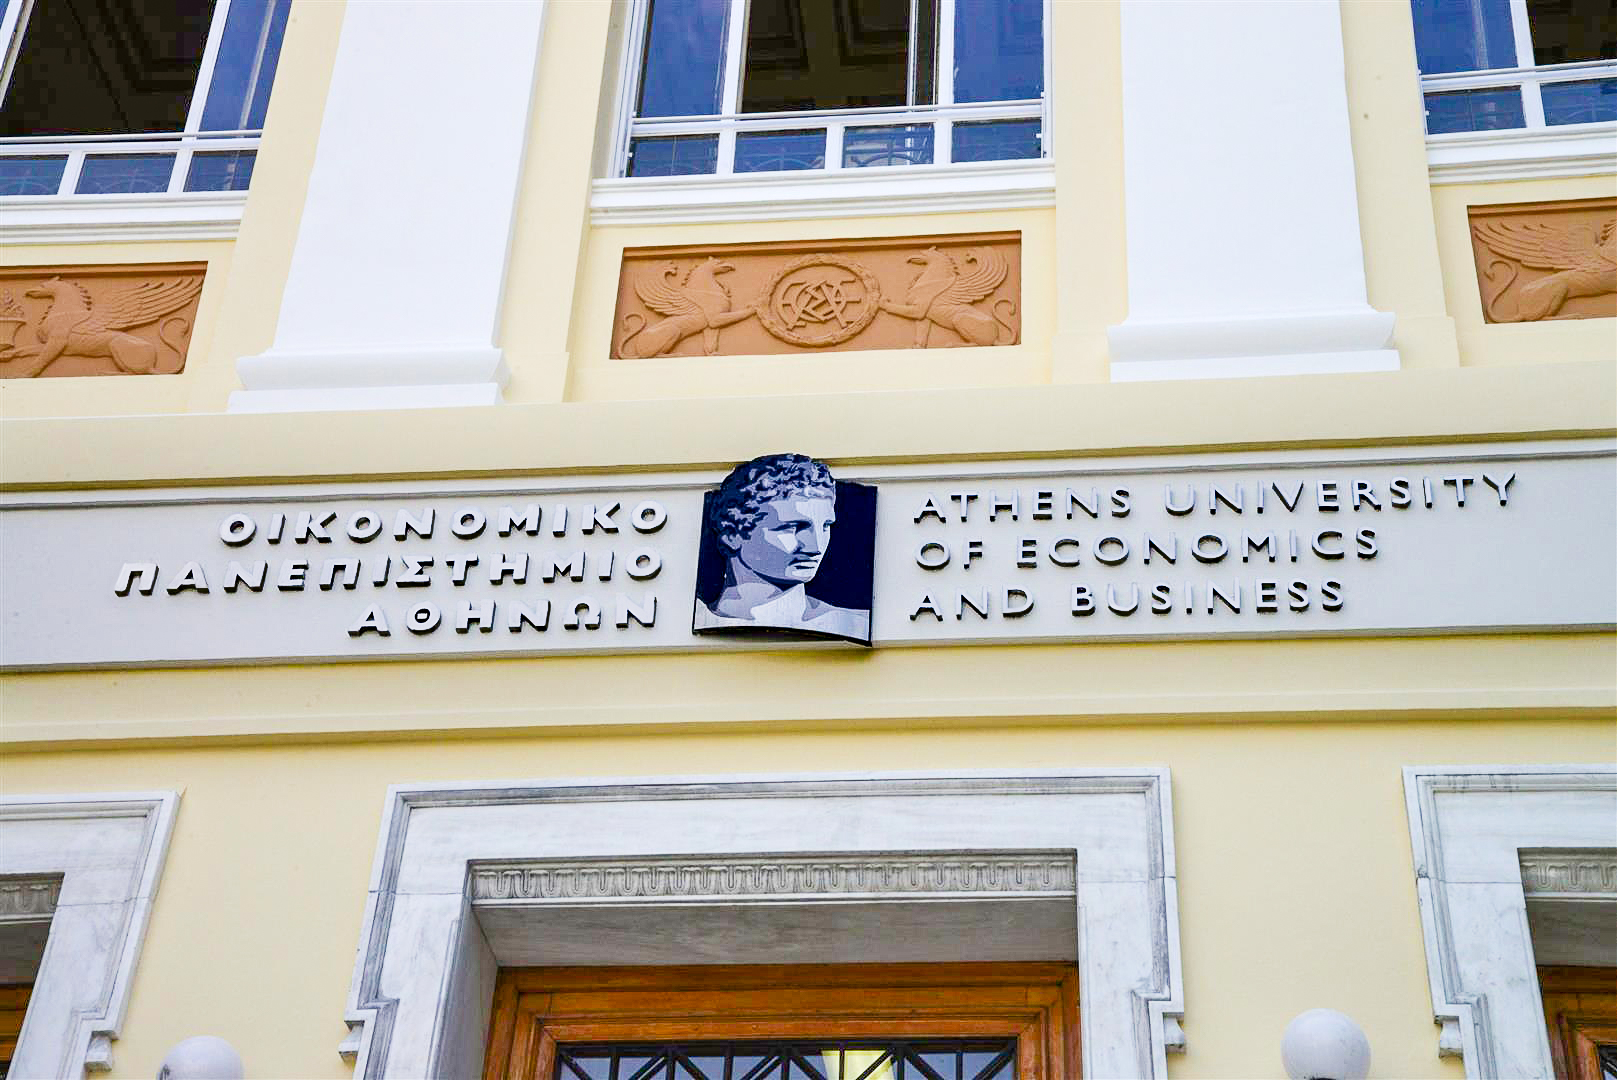 ΟΙΚΟΝΟΜΙΚΟ
ΠΑΝΕΠΙΣΤΗΜΙΟ
ΑΘΗΝΩΝ
ATHENS UNIVERSITY
OF ECONOMICS
AND BUSINESS